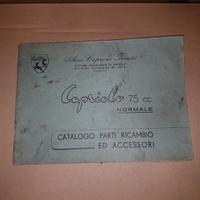 Aero Caproni Trento
Capriolo 75 cc
NORMALE
CATALOGO PARTI RICAMBIO
ED ACCESSORI